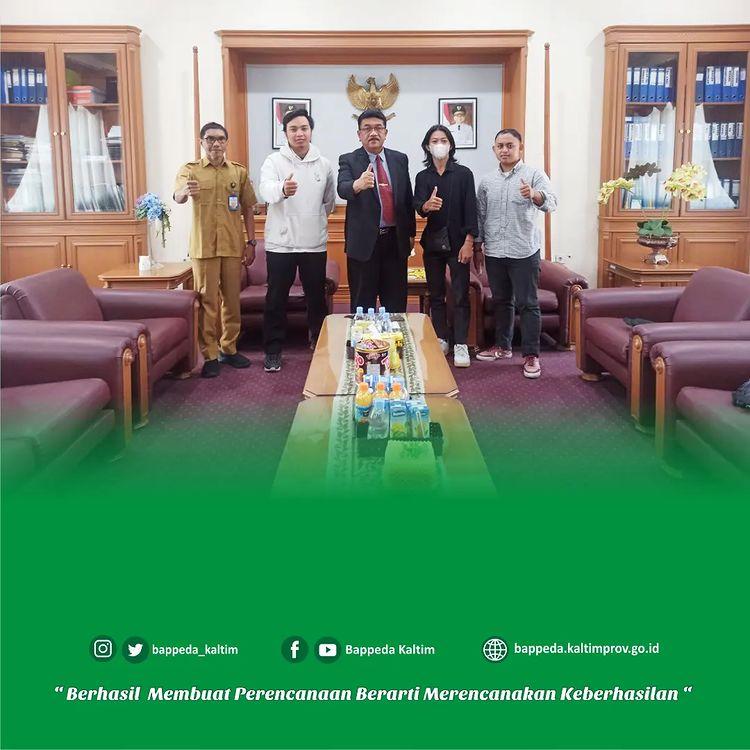 bappeda_kaltim
Bappeda Kaltim
bappeda.kaltimprov.go.id
“ Berhasil Membuat Perencanaan Berarti Merencanakan Keberhasilan “